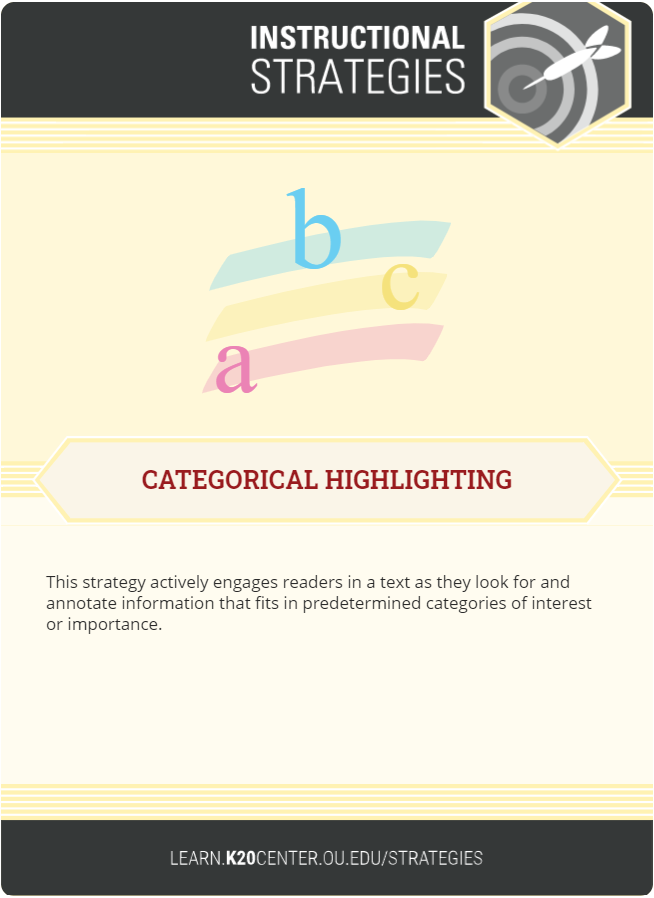 INSTRUCTIONAL
STRATEGIES
b
c
a
CATEGORICAL HIGHLIGHTING
This strategy actively engages readers in a text as they look for and
annotate information that fits in predetermined categories of interest
or importance.
LEARN.K20CENTER.OU.EDU/STRATEGIES